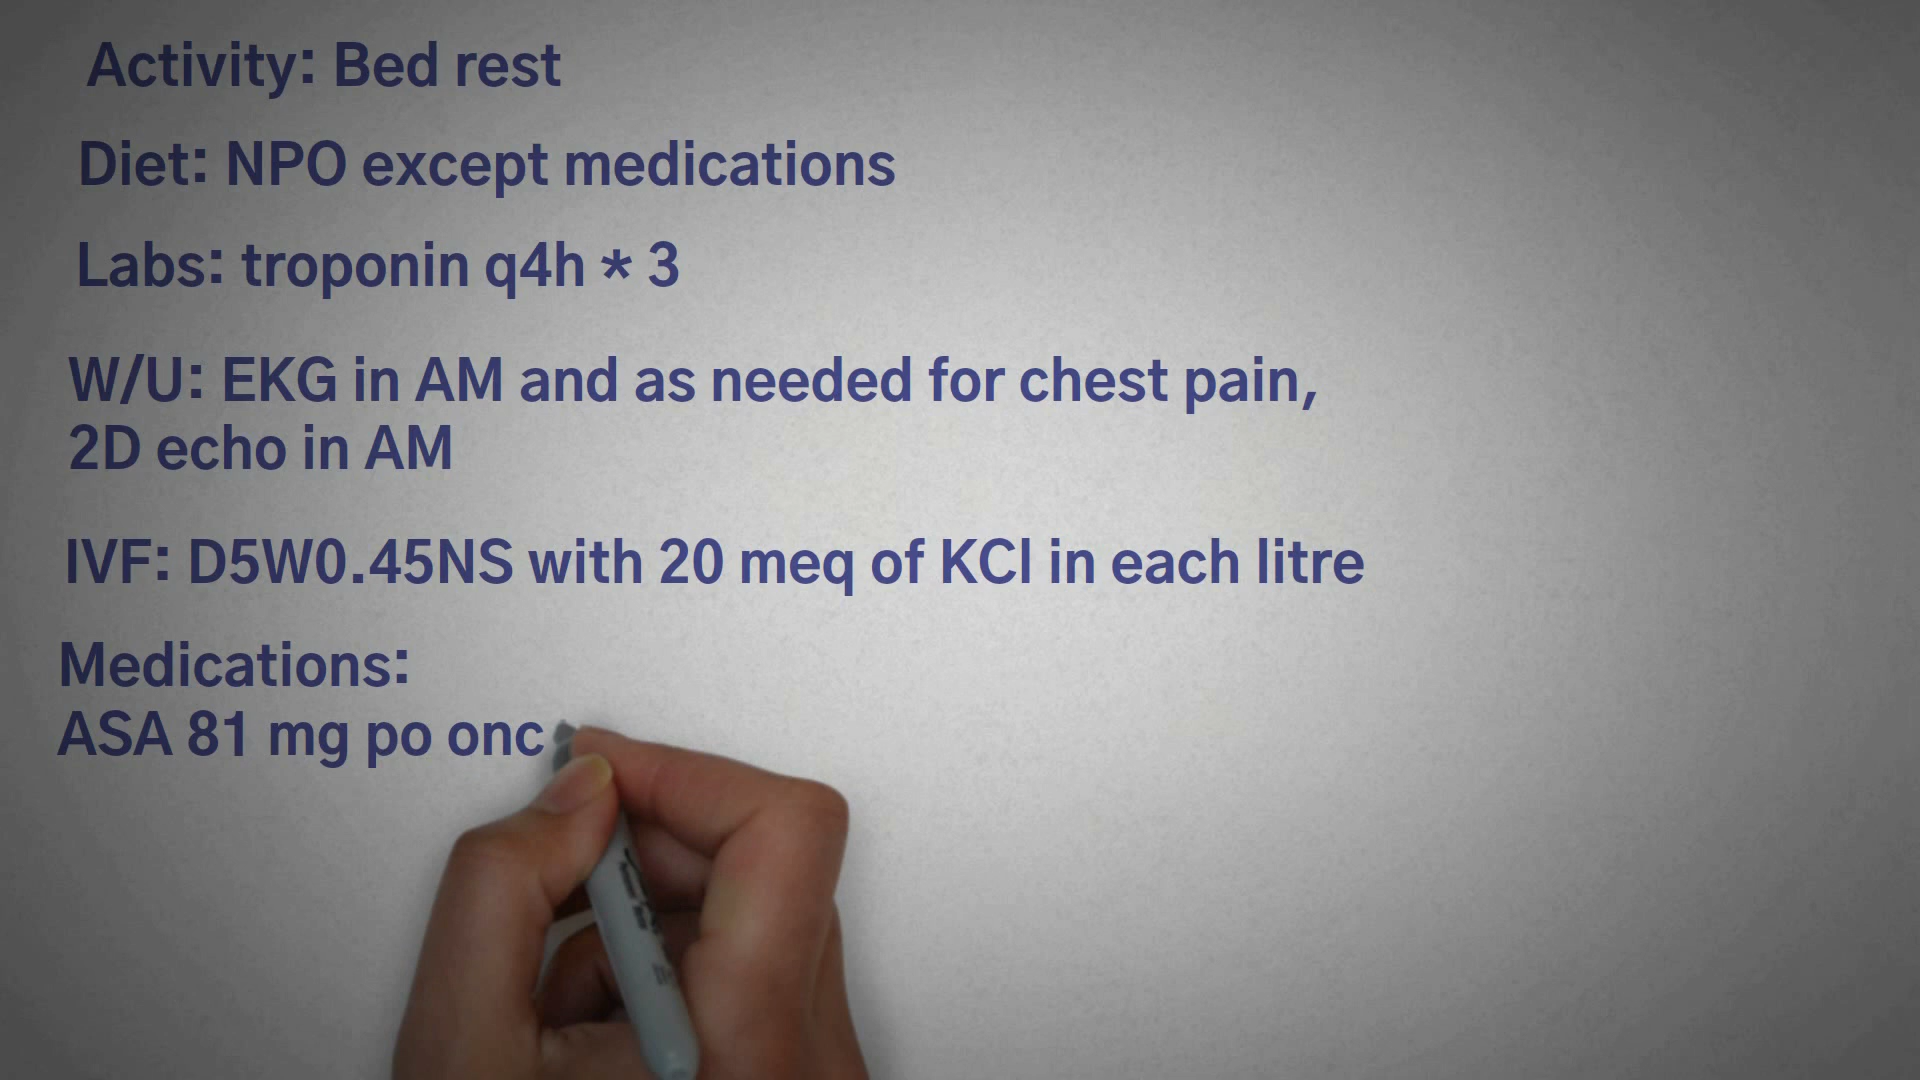 Activity: Bed rest
Diet: NPO except medications
Labs: troponin q4h * 3
W/U: EKG in AM and as needed for chest pain,
2D echo in AM
IVF: D5W0.45NS with 20 meq of KCl in each litre
Medications:
ASA 81 mg po onc